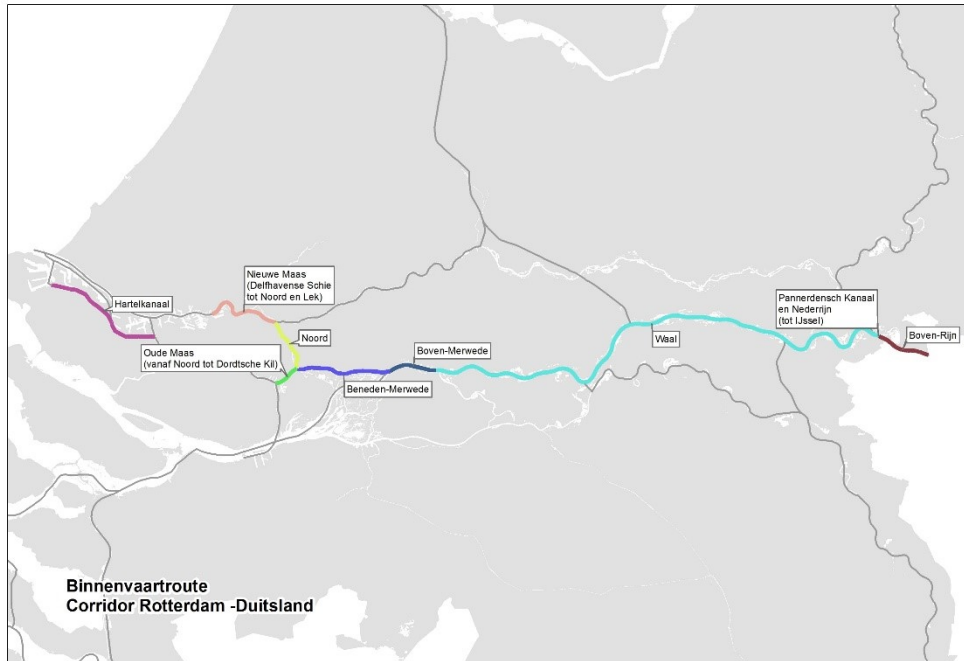 Nieuwe Maas
(Delfhavense Schie
tot Noord en Lek)
Hartelkanaal
Pannerdensch Kanaal
en Nederrijn
(tot IJssel)
Boven-Rijn
Noord
Waal
Oude Maas
(vanaf Noord tot Dordtsche Kil)
Boven-Merwede
Beneden-Merwede
Binnenvaartroute
Corridor Rotterdam -Duitsland